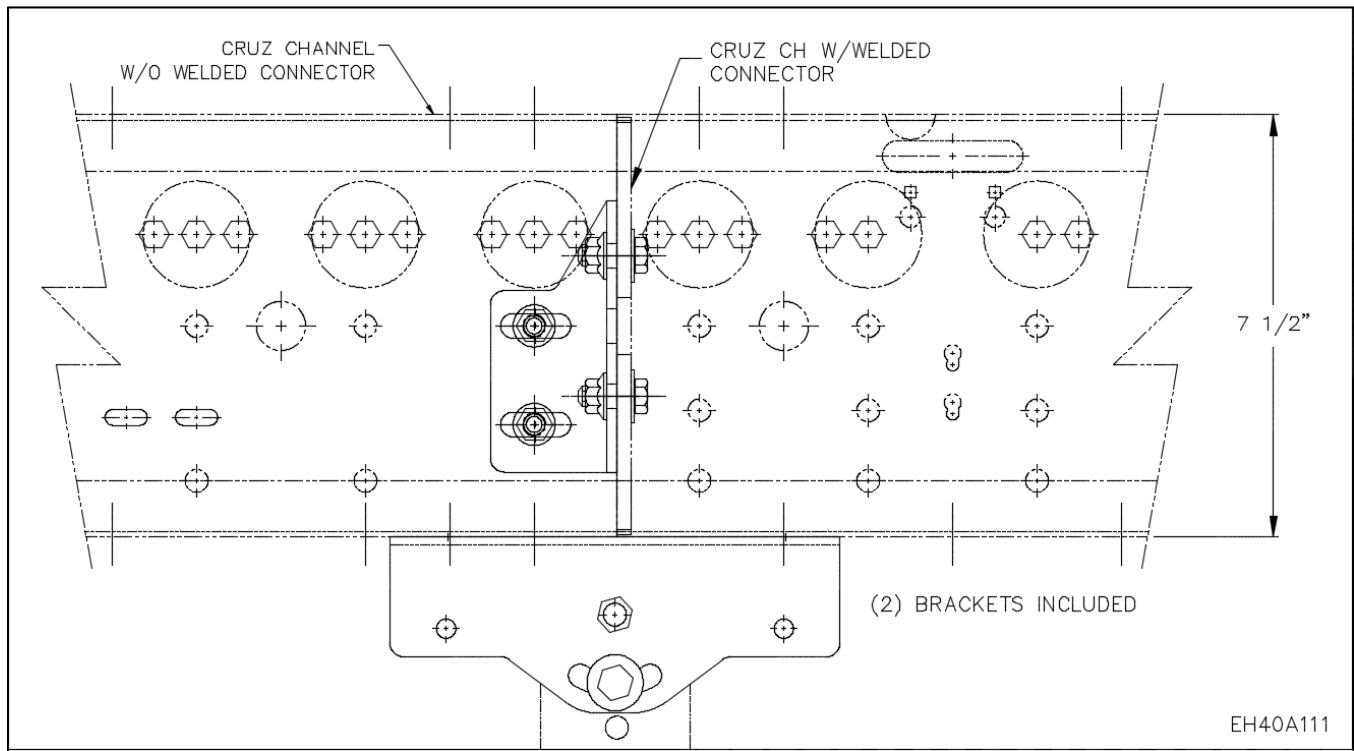 CRUZ CHANNEL
W/O WELDED CONNECTOR
CRUZ CH W/WELDED
CONNECTOR
7 1/2”
(2) BRACKETS INCLUDED
EH40A111